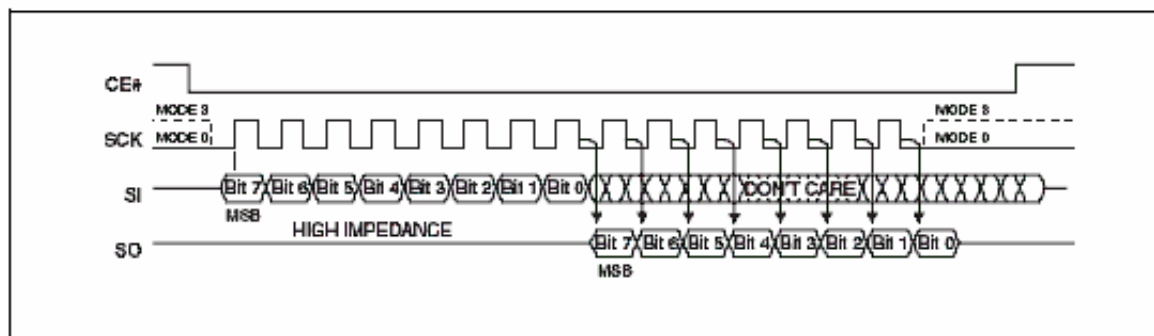 CE#
MODE 3
MODE 3
SCK
MODE 0
MODE 0
SI
Bit 7 Bit 6 Bit 5 Bit 4 Bit 3 Bit 2 Bit 1 Bit 0 DON'T CARE
MSB
HIGH IMPEDANCE
SO
Bit 7 Bit 6 Bit 5 Bit 4 Bit 3 Bit 2 Bit 1 Bit 0
MSB